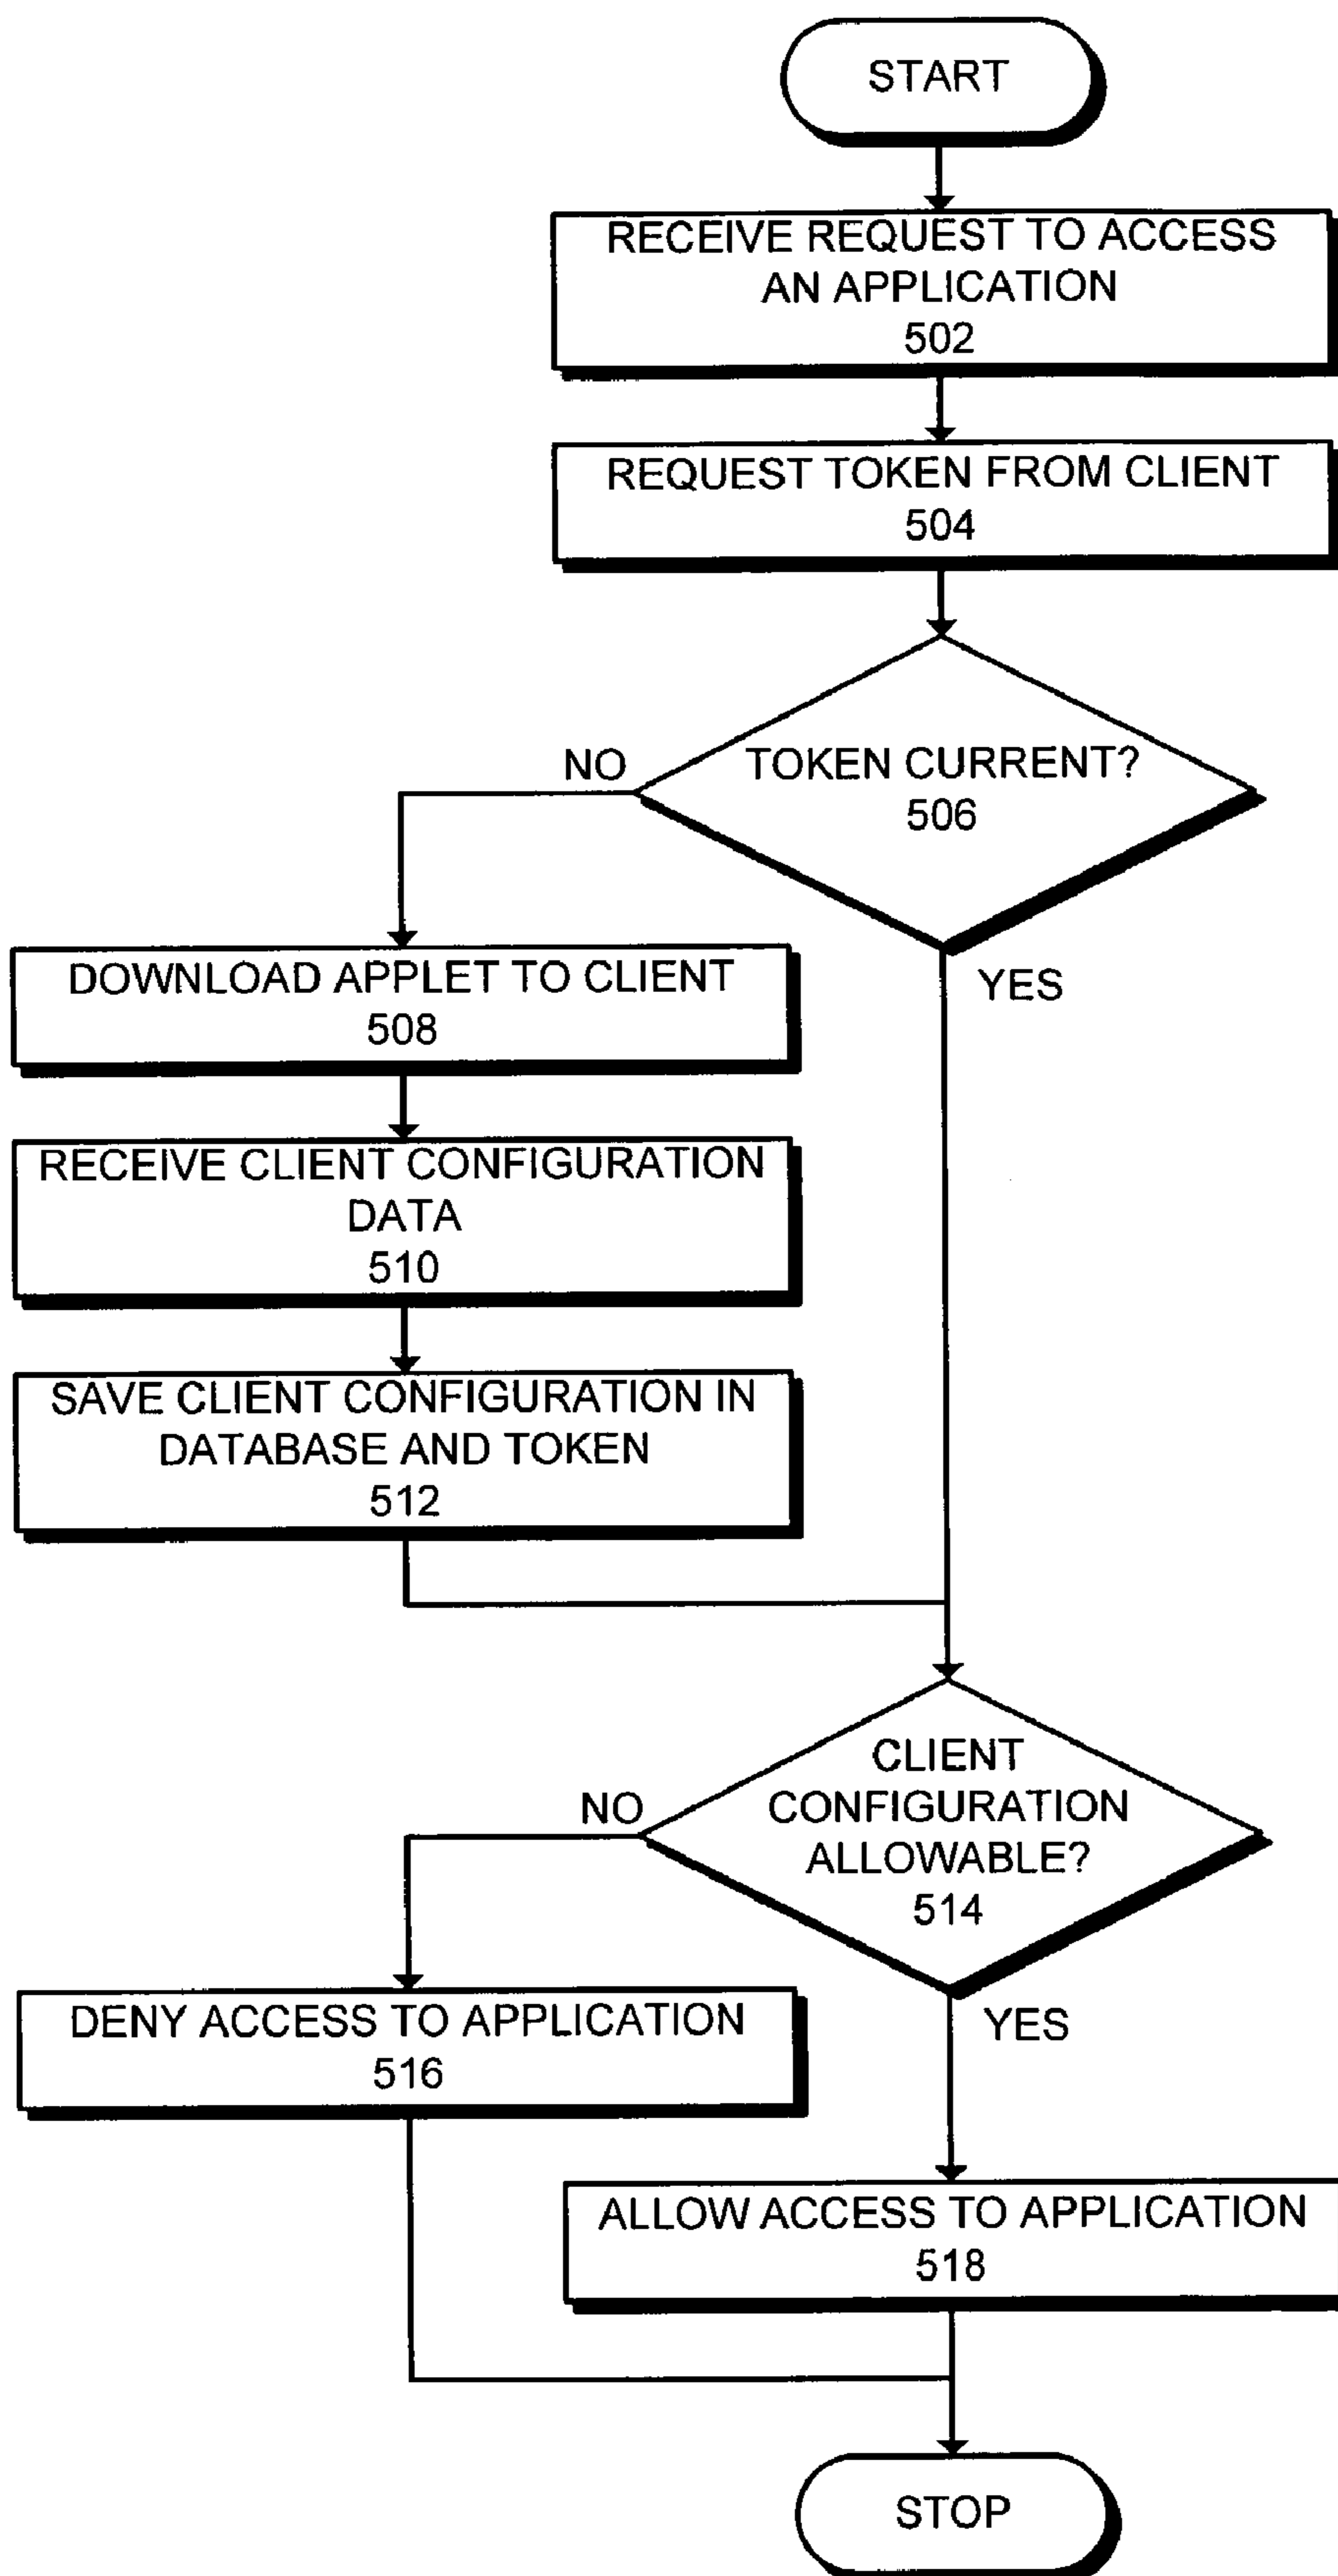 START
RECEIVE REQUEST TO ACCESS
AN APPLICATION
502
REQUEST TOKEN FROM CLIENT
504
TOKEN CURRENT?
506
NO
YES
DOWNLOAD APPLET TO CLIENT
508
RECEIVE CLIENT CONFIGURATION
DATA
510
SAVE CLIENT CONFIGURATION IN
DATABASE AND TOKEN
512
CLIENT
CONFIGURATION
ALLOWABLE?
514
NO
YES
DENY ACCESS TO APPLICATION
516
ALLOW ACCESS TO APPLICATION
518
STOP